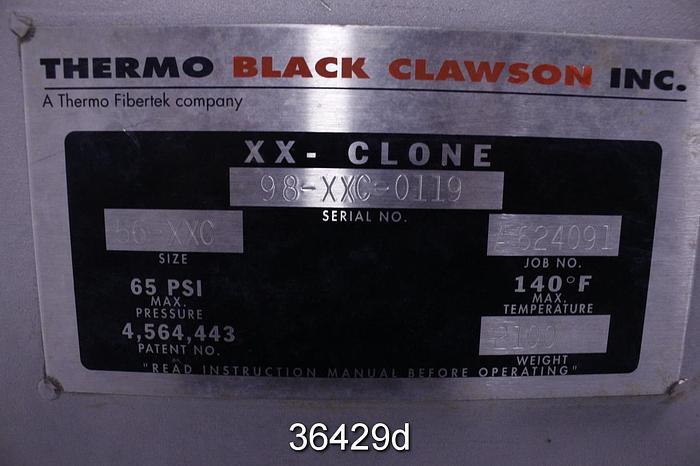 THERMO BLACK CLAWSON INC.
A Thermo Fibertek company
XX- CLONE
98-XXC-0119
SERIAL NO.
56-XXC
SIZE
624091
JOB NO.
65 PSI
MAX.
PRESSURE
140°F
MAX.
TEMPERATURE
4,564,443
PATENT NO.
2100
WEIGHT
"READ INSTRUCTION MANUAL BEFORE OPERATING"
36429d